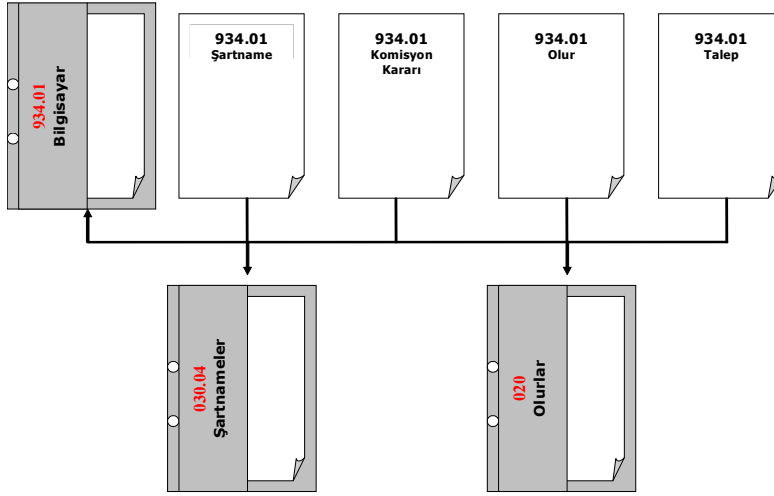 934.01
Bilgisayar
934.01
Şartname
934.01
Komisyon
Kararı
934.01
Olur
934.01
Talep
030.04
Şartnameler
020
Olurlar